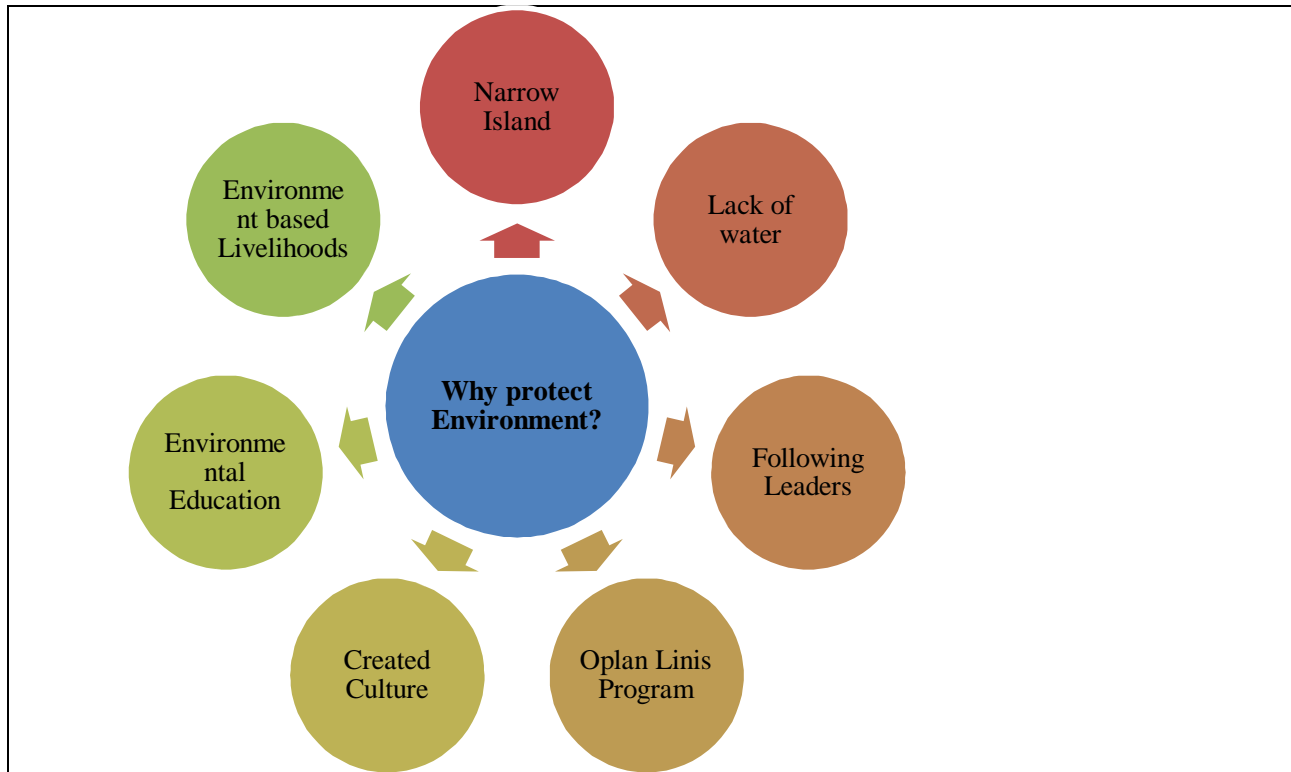 Narrow
Island
Lack of
water
Following
Leaders
Oplan Linis
Program
Created
Culture
Environme
ntal
Education
Environme
nt based
Livelihoods
Why protect
Environment?